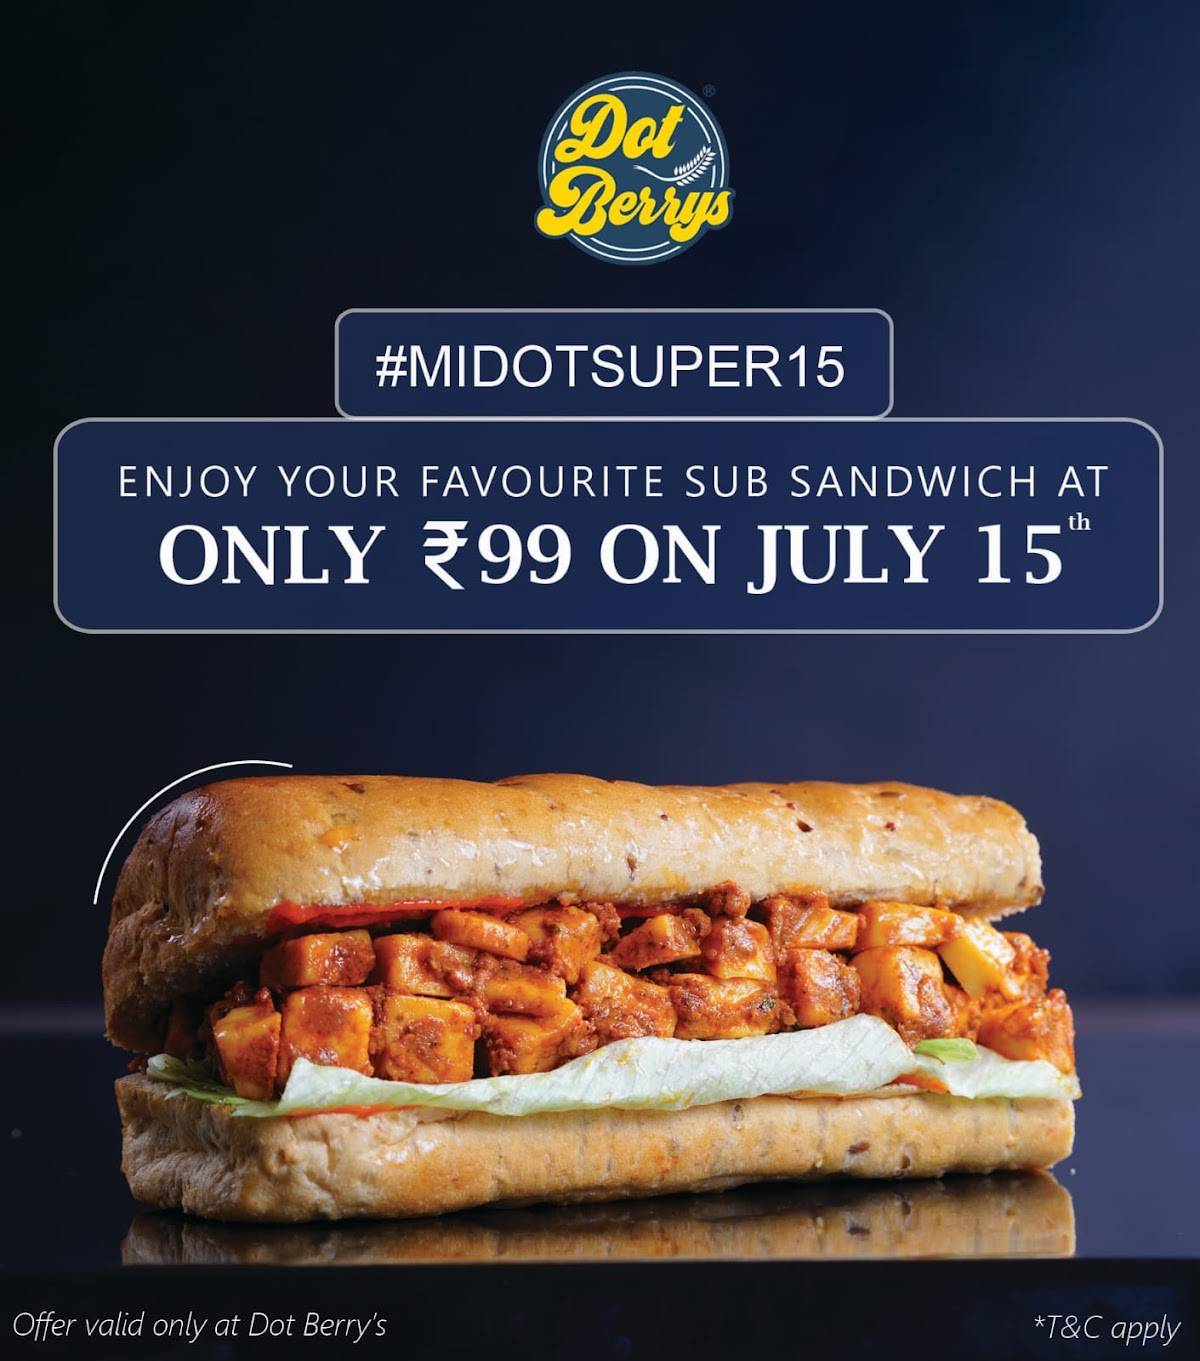 Dot
Berrys
®
#MIDOTSUPER15
ENJOY YOUR FAVOURITE SUB SANDWICH AT
ONLY ₹99 ON JULY 15th
Offer valid only at Dot Berry's
*T&C apply